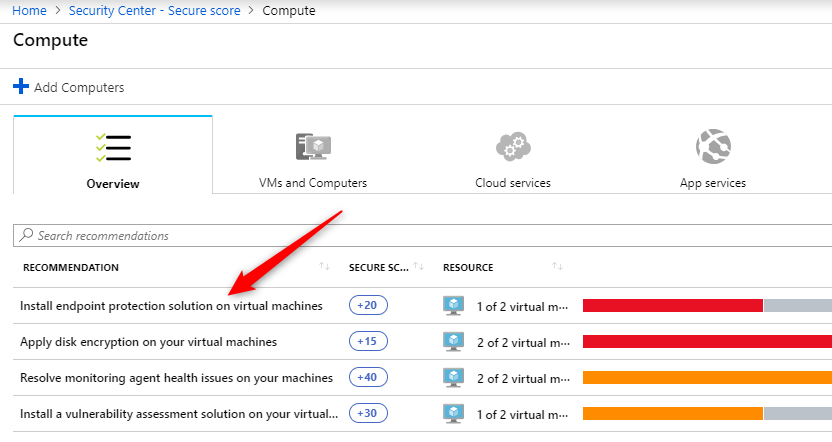 Home > Security Center - Secure score > Compute
Compute
Add Computers
Overview
VMs and Computers
Cloud services
App services
Search recommendations
RECOMMENDATION SECURE SC... RESOURCE
Install endpoint protection solution on virtual machines +20 1 of 2 virtual m...
Apply disk encryption on your virtual machines +15 2 of 2 virtual m...
Resolve monitoring agent health issues on your machines +40 2 of 2 virtual m...
Install a vulnerability assessment solution on your virtual... +30 1 of 2 virtual m...